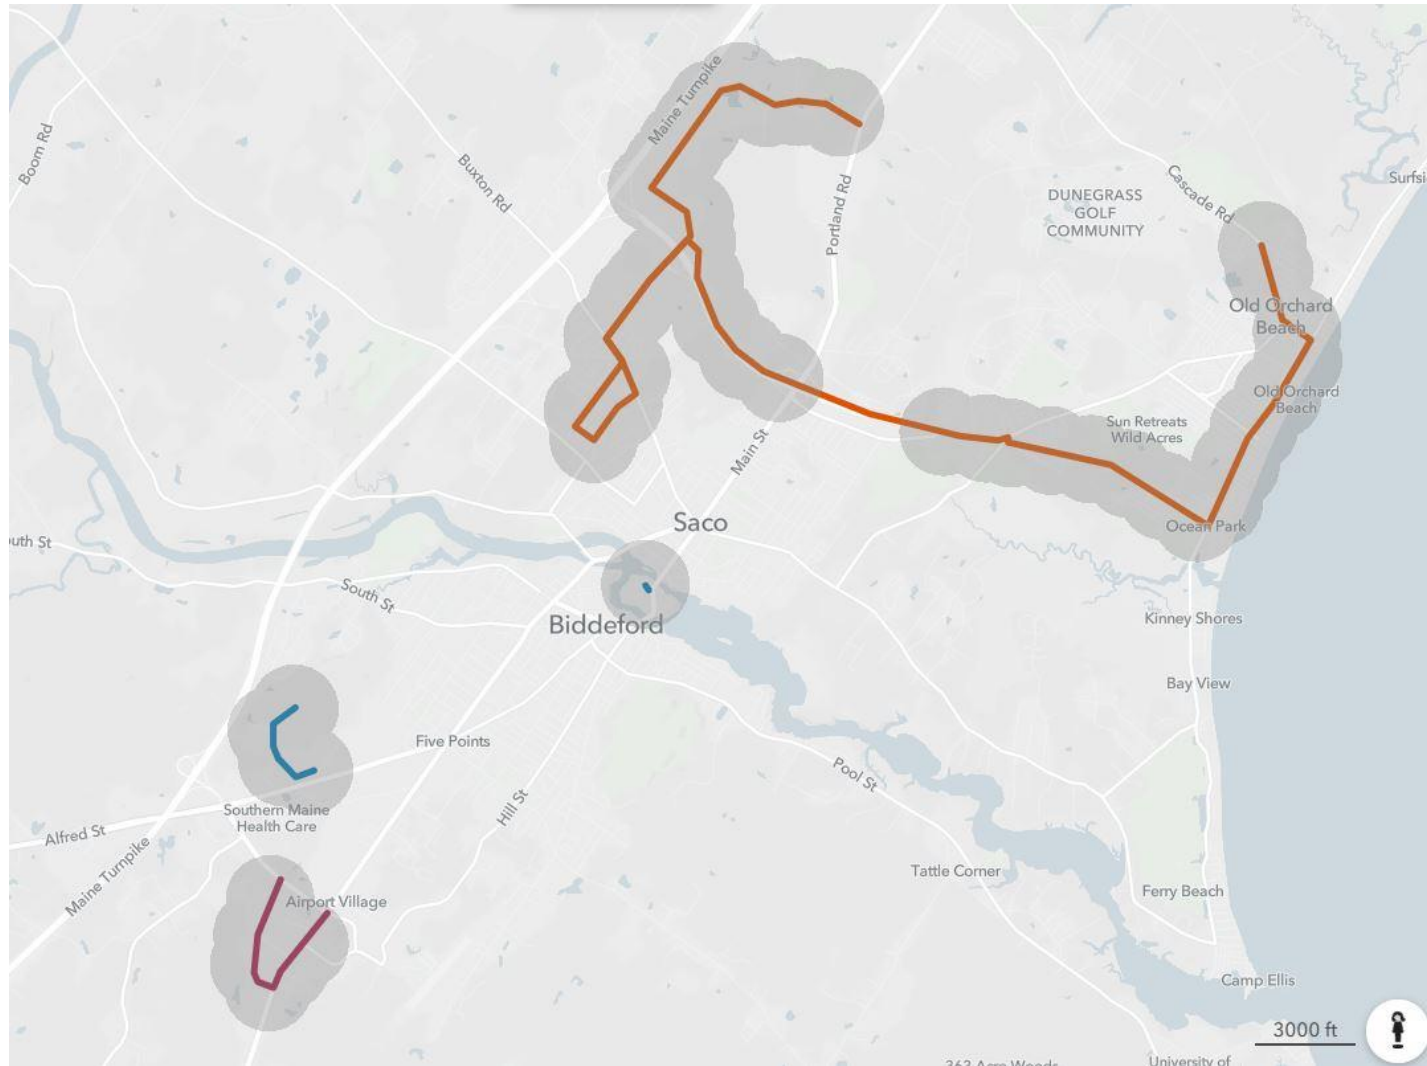 Maine Turnpike
Boom Rd
Buxton Rd
Portland Rd
Cascade Rd
Surfsi
DUNEGRASS
GOLF
COMMUNITY
Old Orchard
Beach
Old Orchard
Beach
Sun Retreats
Wild Acres
Main St
Saco
Ocean Park
uth St
South St
Biddeford
Kinney Shores
Bay View
Five Points
Pool St
Hill St
Southern Maine
Health Care
Alfred St
Maine Turnpike
Tattle Corner
Ferry Beach
Airport Village
Camp Ellis
3000 ft
363 Acre Woods
University of